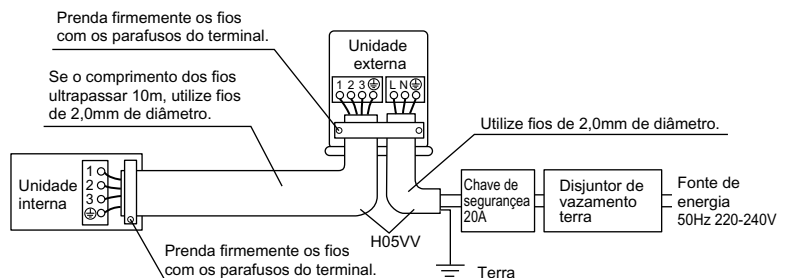 Prenda firmemente os fios
com os parafusos do terminal.
Unidade
externa
1 2 3
L N
Se o comprimento dos fios
ultrapassar 10m, utilize fios
de 2,0mm de diâmetro.
Utilize fios de 2,0mm de diâmetro.
Unidade
interna
1
2
3
Chave de
segurançea
20A
Disjuntor de
vazamento
terra
Fonte de
energia
50Hz 220-240V
H05VV
Prenda firmemente os fios
com os parafusos do terminal.
Terra